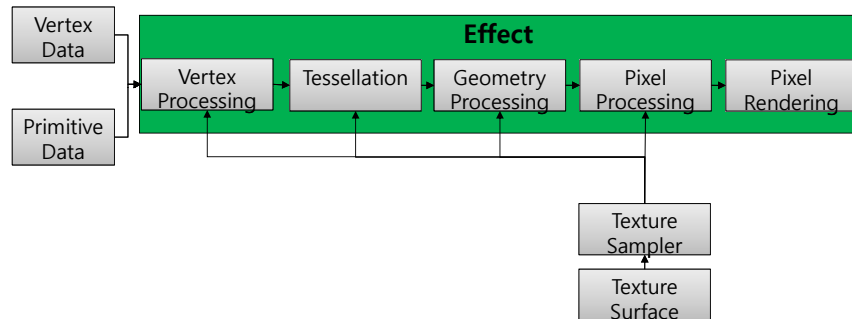 Vertex
Data
Effect
Vertex
Processing
Tessellation
Geometry
Processing
Pixel
Processing
Pixel
Rendering
Primitive
Data
Texture
Sampler
Texture
Surface